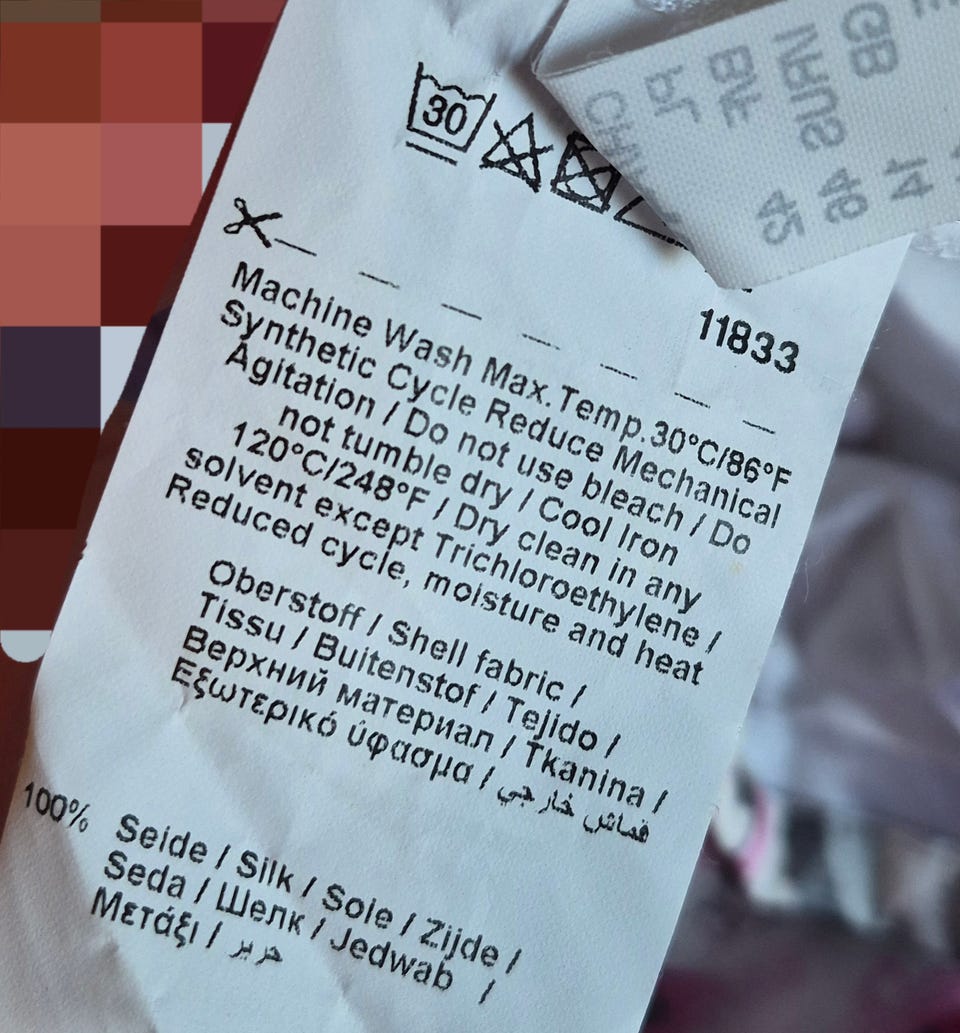 30
11833
Machine Wash Max.Temp.30°C/86°F
Synthetic Cycle Reduce Mechanical
Agitation / Do not use bleach / Do
not tumble dry / Cool Iron
120°C/248°F / Dry clean in any
solvent except Trichloroethylene /
Reduced cycle, moisture and heat
Oberstoff / Shell fabric /
Tissu / Buitenstof / Tejido /
Верхний материал / Tkanina /
Εξωτερικό ύφασμα / قماش خارجي
100% Seide / Silk / Soie / Zijde /
Seda / Шелк / Jedwab /
Μετάξι / حرير